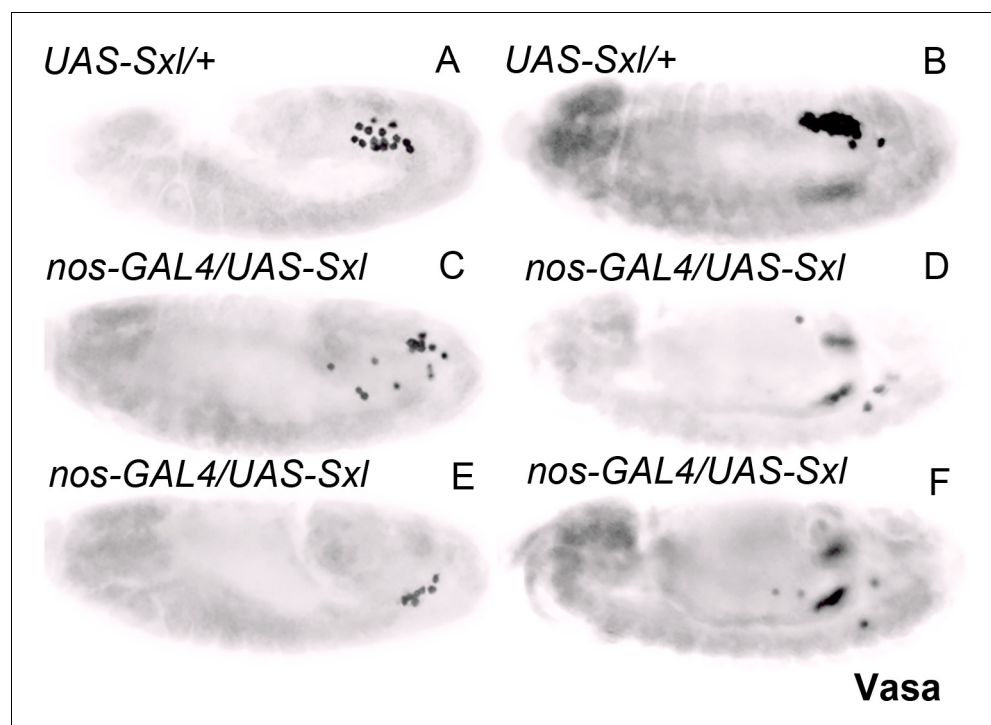 UAS-Sxl/+ A
UAS-Sxl/+ B
nos-GAL4/UAS-Sxl C
nos-GAL4/UAS-Sxl D
nos-GAL4/UAS-Sxl E
nos-GAL4/UAS-Sxl F
Vasa